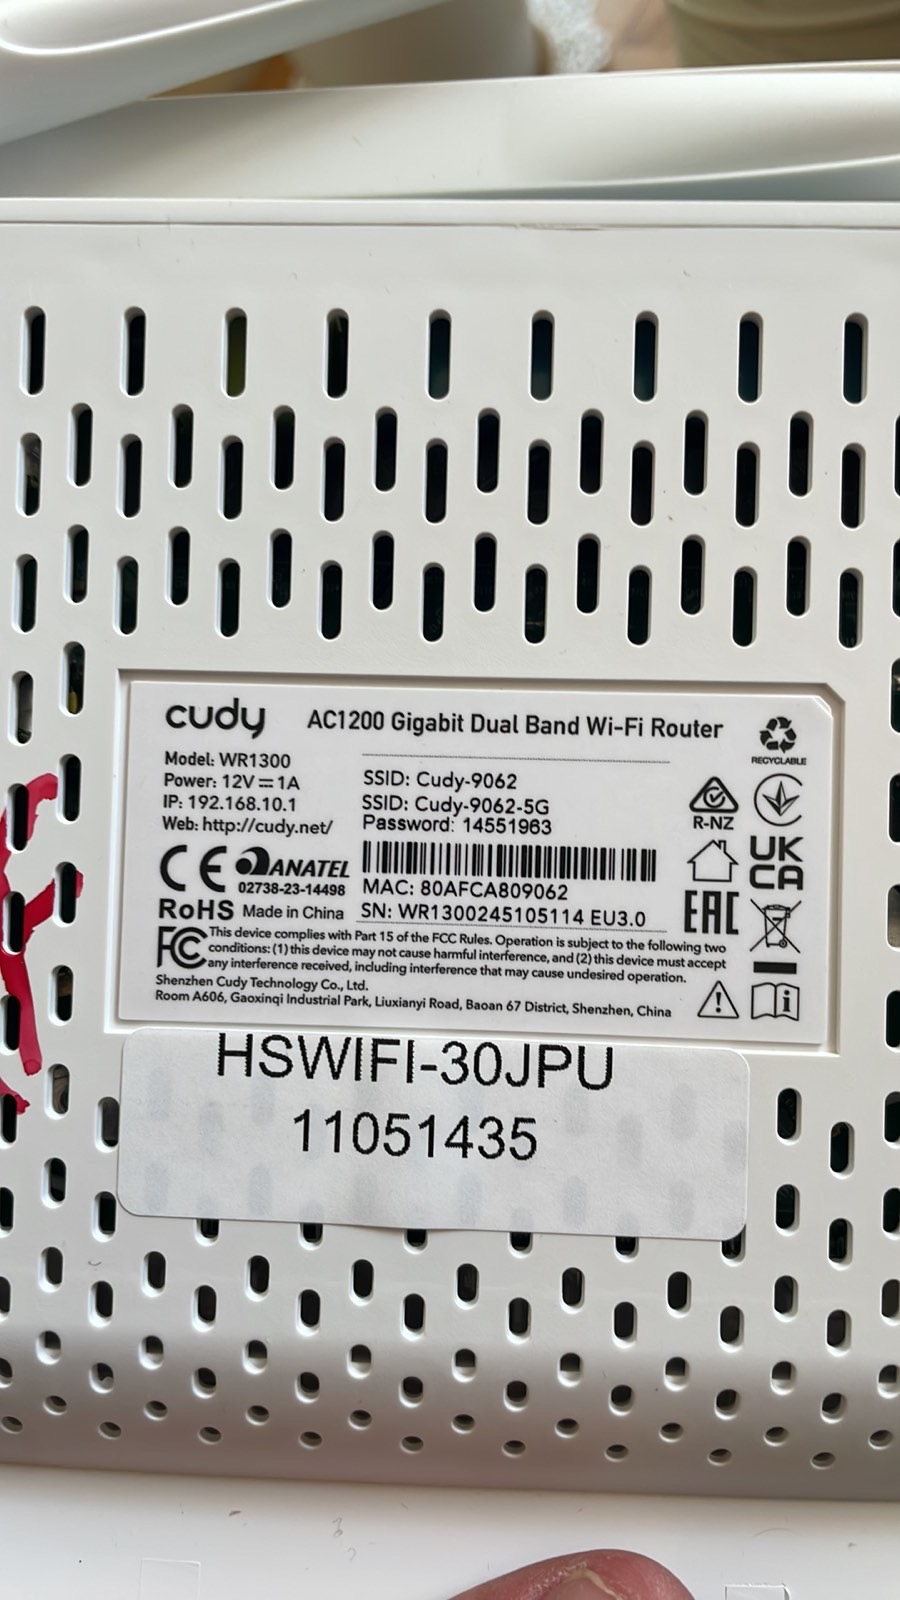 cudy AC1200 Gigabit Dual Band Wi-Fi Router
RECYCLABLE
Model: WR1300
Power: 12V⎓1A
IP: 192.168.10.1
Web: http://cudy.net/
SSID: Cudy-9062
SSID: Cudy-9062-5G
Password: 14551963
R-NZ
CE ANATEL
02738-23-14498
RoHS Made in China
MAC: 80AFCA809062
SN: WR1300245105114 EU3.0
UK
CA
EAC
FC This device complies with Part 15 of the FCC Rules. Operation is subject to the following two
conditions: (1) this device may not cause harmful interference, and (2) this device must accept
any interference received, including interference that may cause undesired operation.
Shenzhen Cudy Technology Co., Ltd.
Room A606, Gaoxinqi Industrial Park, Liuxianyi Road, Baoan 67 District, Shenzhen, China
HSWIFI-30JPU
11051435